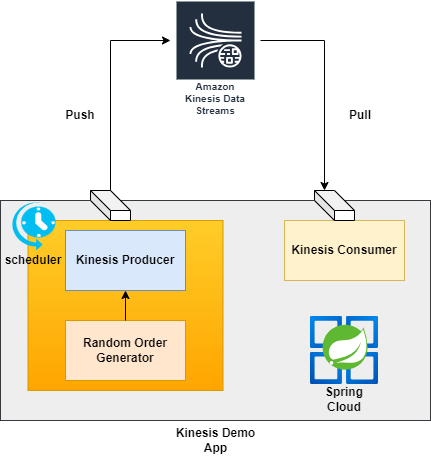 Amazon
Kinesis Data
Streams
Push
Pull
scheduler
Kinesis Producer
Kinesis Consumer
Random Order
Generator
Spring
Cloud
Kinesis Demo
App